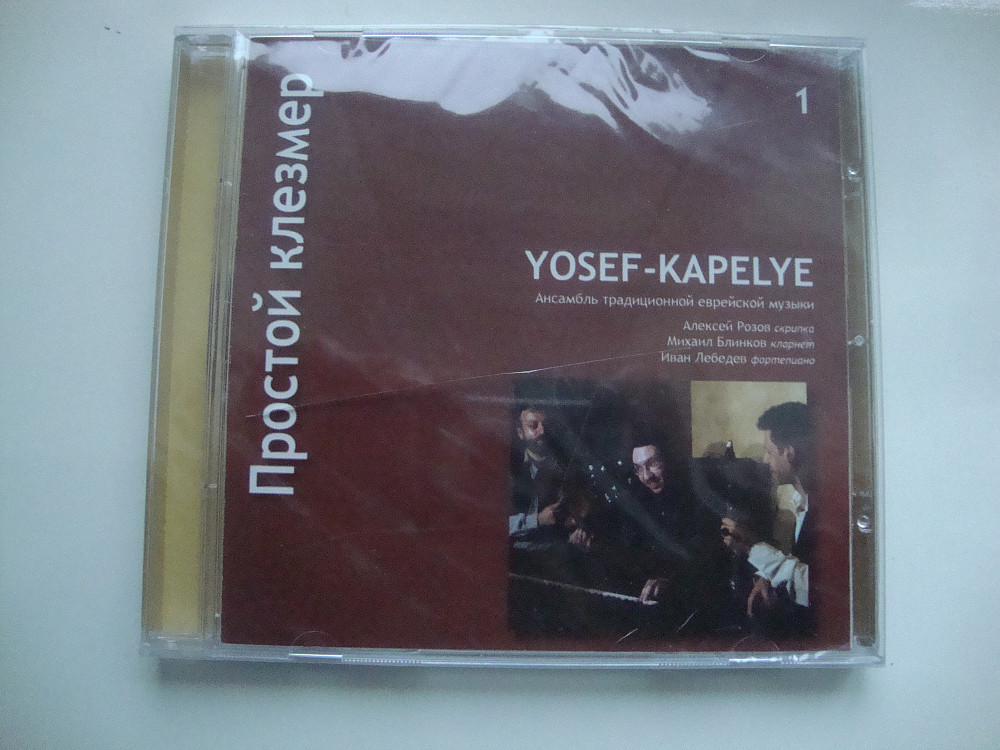 Простой клезмер
1
YOSEF-KAPELYE
Ансамбль традиционной еврейской музыки
Алексей Розов скрипка
Михаил Блинков кларнет
Иван Лебедев фортепиано